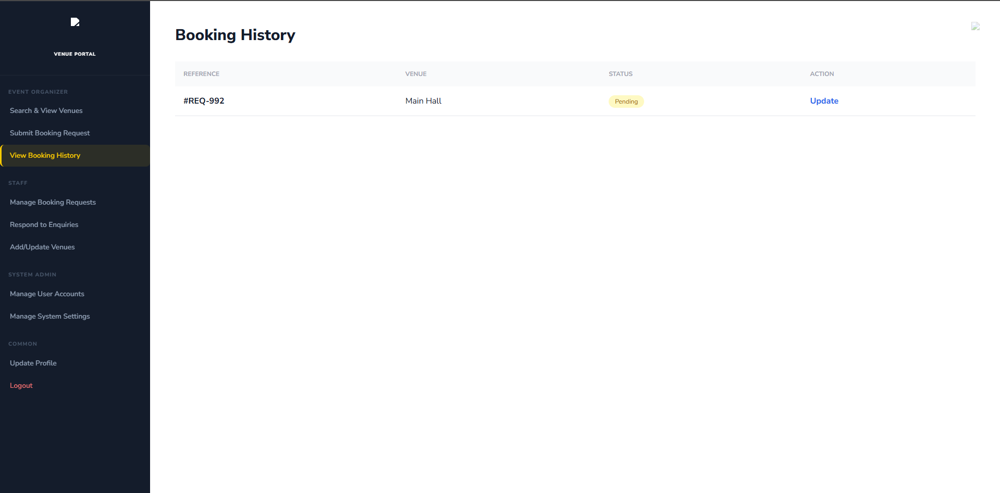 VENUE PORTAL
EVENT ORGANIZER
Search & View Venues
Submit Booking Request
View Booking History
STAFF
Manage Booking Requests
Respond to Enquiries
Add/Update Venues
SYSTEM ADMIN
Manage User Accounts
Manage System Settings
COMMON
Update Profile
Logout
Booking History
REFERENCE VENUE STATUS ACTION
#REQ-992 Main Hall Pending Update